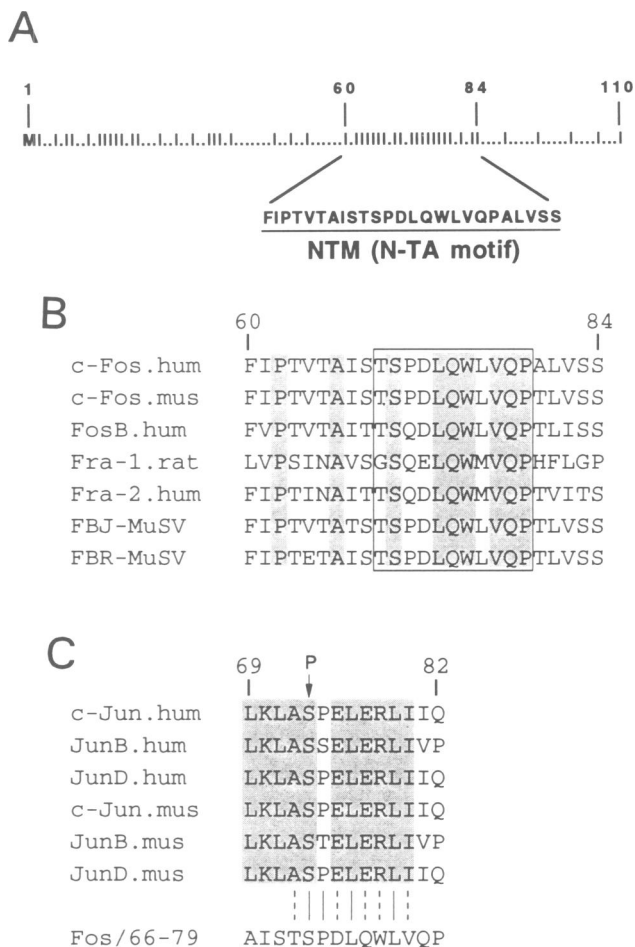 A
1 60 84 110
M
FIPTVTAISTSPDLQWLVQPALVSS
NTM (N-TA motif)
B
60 84
c-Fos.hum FIPTVTAISTSPDLQWLVQPALVSS
c-Fos.mus FIPTVTAISTSPDLQWLVQPALVSS
FosB.hum FVPTVTAITTSQDLQWLVQPTLISS
Fra-1.rat LVPSINAVSGSQELQWMVQPHFLGP
Fra-2.hum FIPTINAITTSQDLQWMVQPTVITS
FBJ-MuSV FIPTVTATSTSPDLQWLVQPTLVSS
FBR-MuSV FIPTETAISTSPDLQWLVQPTLVSS
C
69 P 82
c-Jun.hum LKLASPELERLIIQ
JunB.hum LKLASSELERLIVP
JunD.hum LKLASPELERLIIQ
c-Jun.mus LKLASPELERLIIQ
JunB.mus LKLASTELERLIVP
JunD.mus LKLASPELERLIIQ
Fos/66-79 AISTSPDLQWLVQP